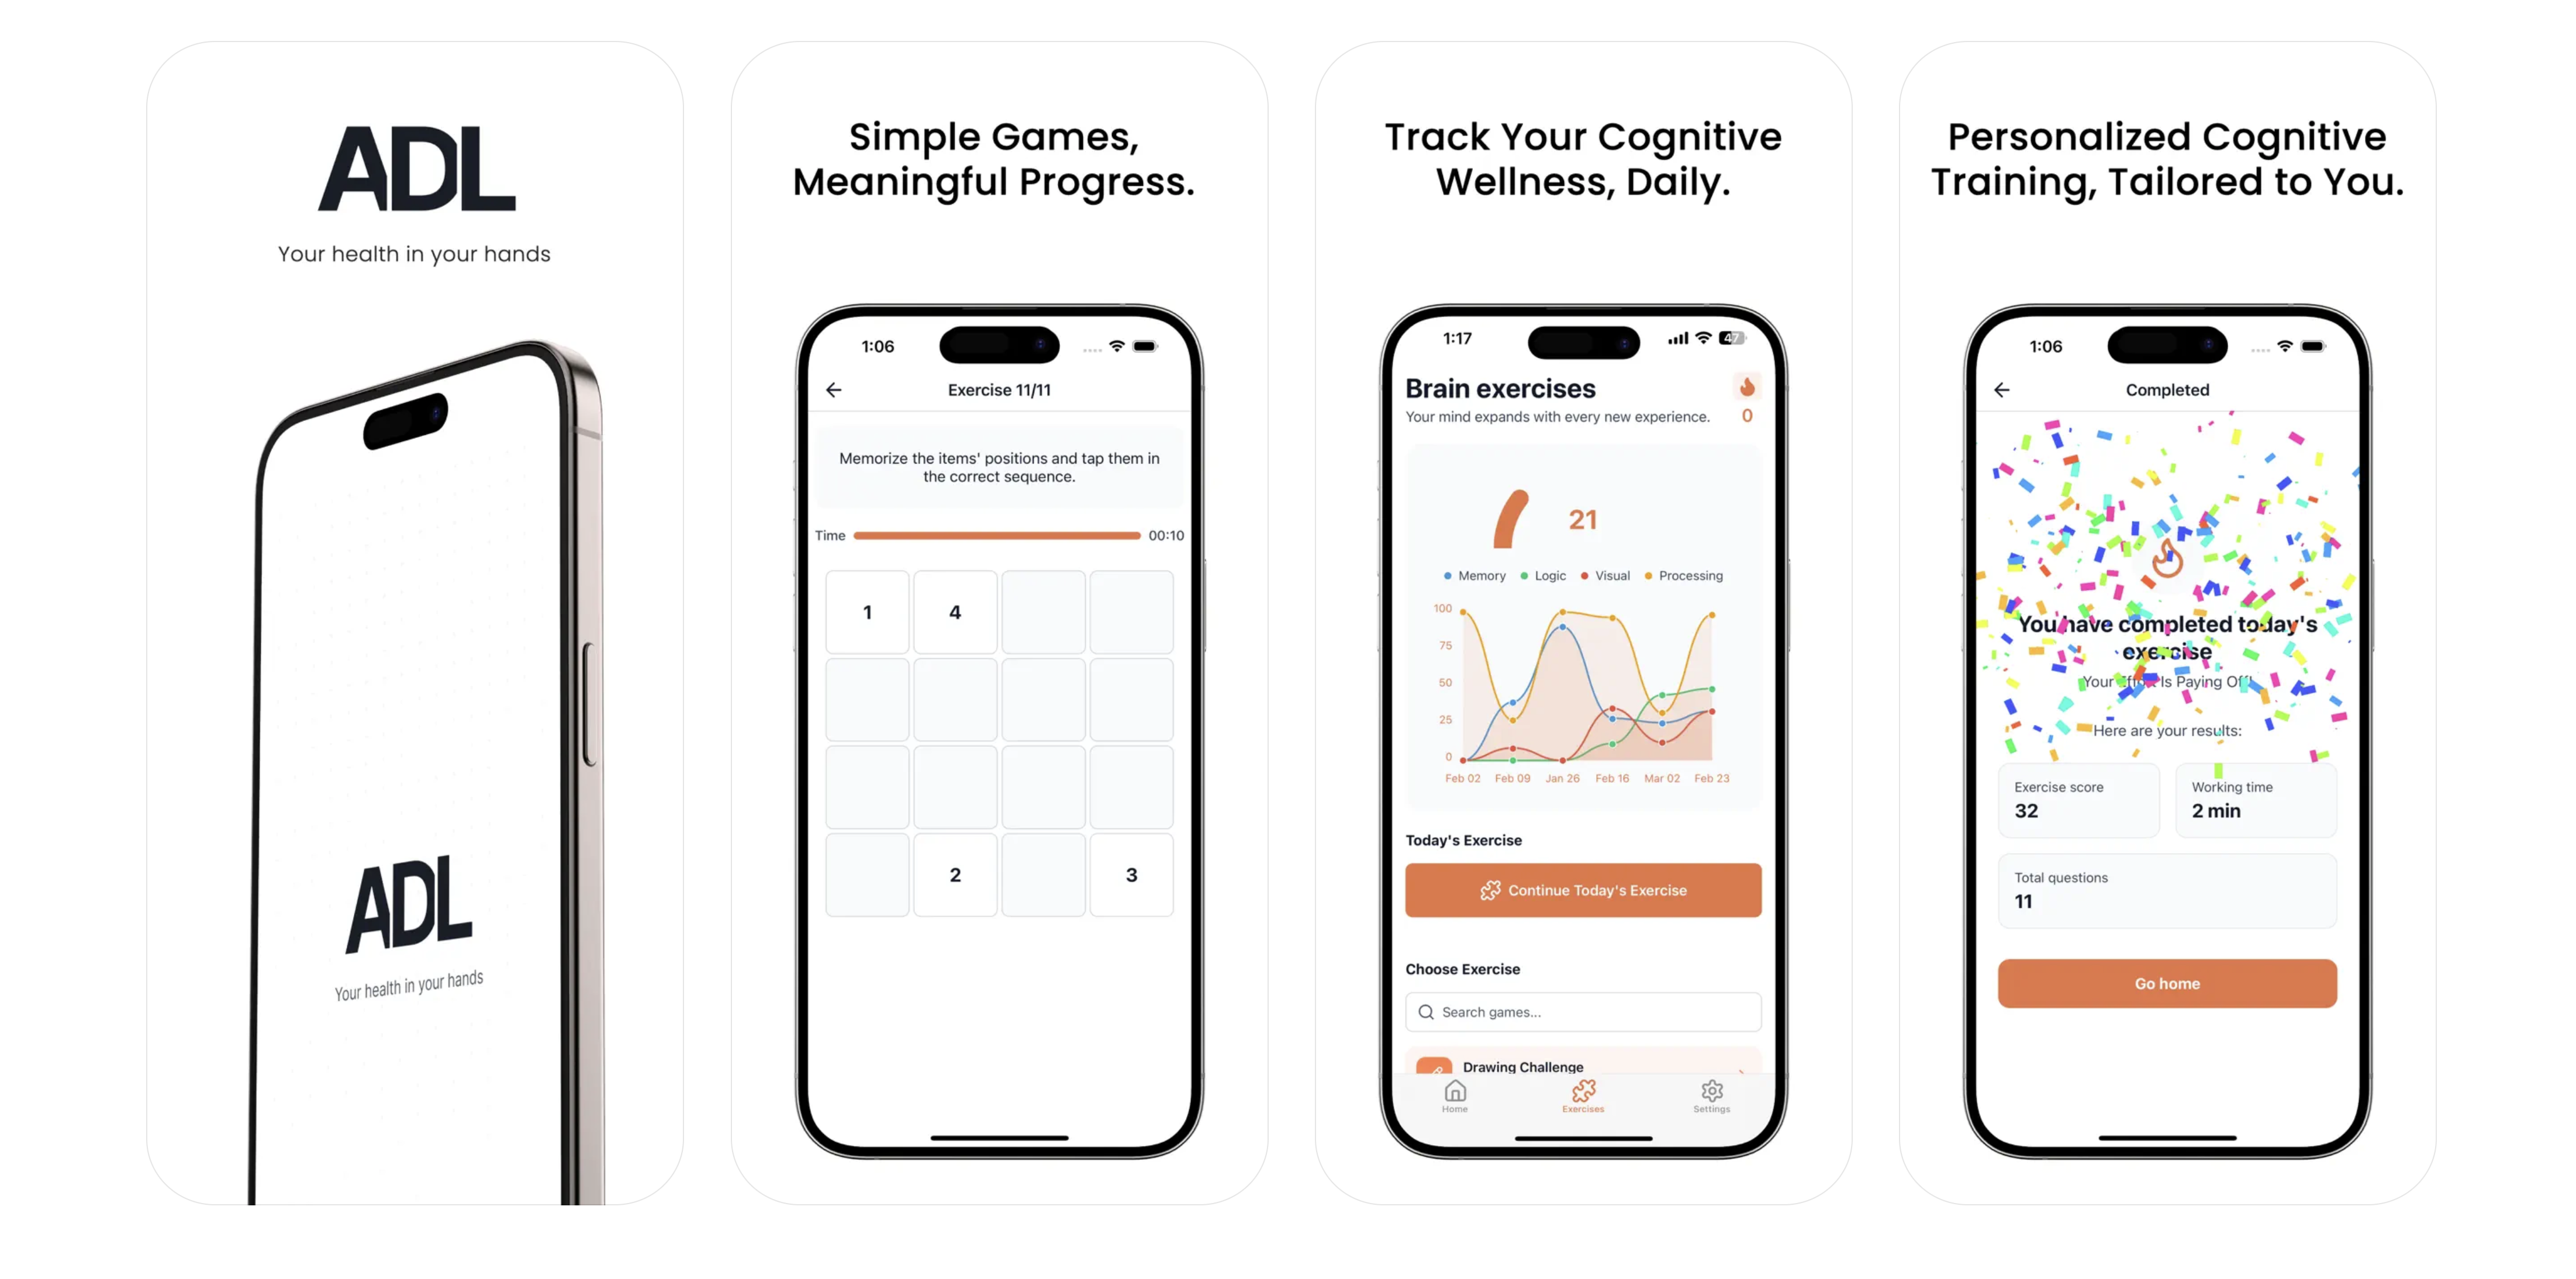 ADL
Your health in your hands
ADL
Your health in your hands
Simple Games,
Meaningful Progress.
1:06
Exercise 11/11
Memorize the items' positions and tap them in
the correct sequence.
Time 00:10
1 4
2 3
Track Your Cognitive
Wellness, Daily.
1:17 47
Brain exercises
Your mind expands with every new experience. 0
21
Memory Logic Visual Processing
100
75
50
25
0
Feb 02 Feb 09 Jan 26 Feb 16 Mar 02 Feb 23
Today's Exercise
Continue Today's Exercise
Choose Exercise
Search games...
Drawing Challenge
Home Exercises Settings
Personalized Cognitive
Training, Tailored to You.
1:06
Completed
You have completed today's
exercise
Your Effort Is Paying Off!
Here are your results:
Exercise score Working time
32 2 min
Total questions
11
Go home